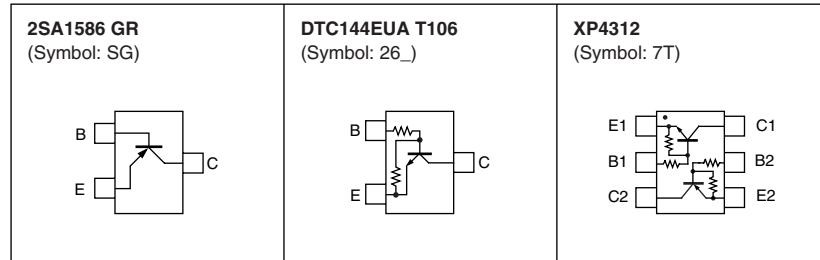 2SA1586 GR
(Symbol: SG)
B
E
C
DTC144EUA T106
(Symbol: 26_)
B
E
C
XP4312
(Symbol: 7T)
E1
C1
B1
B2
C2
E2